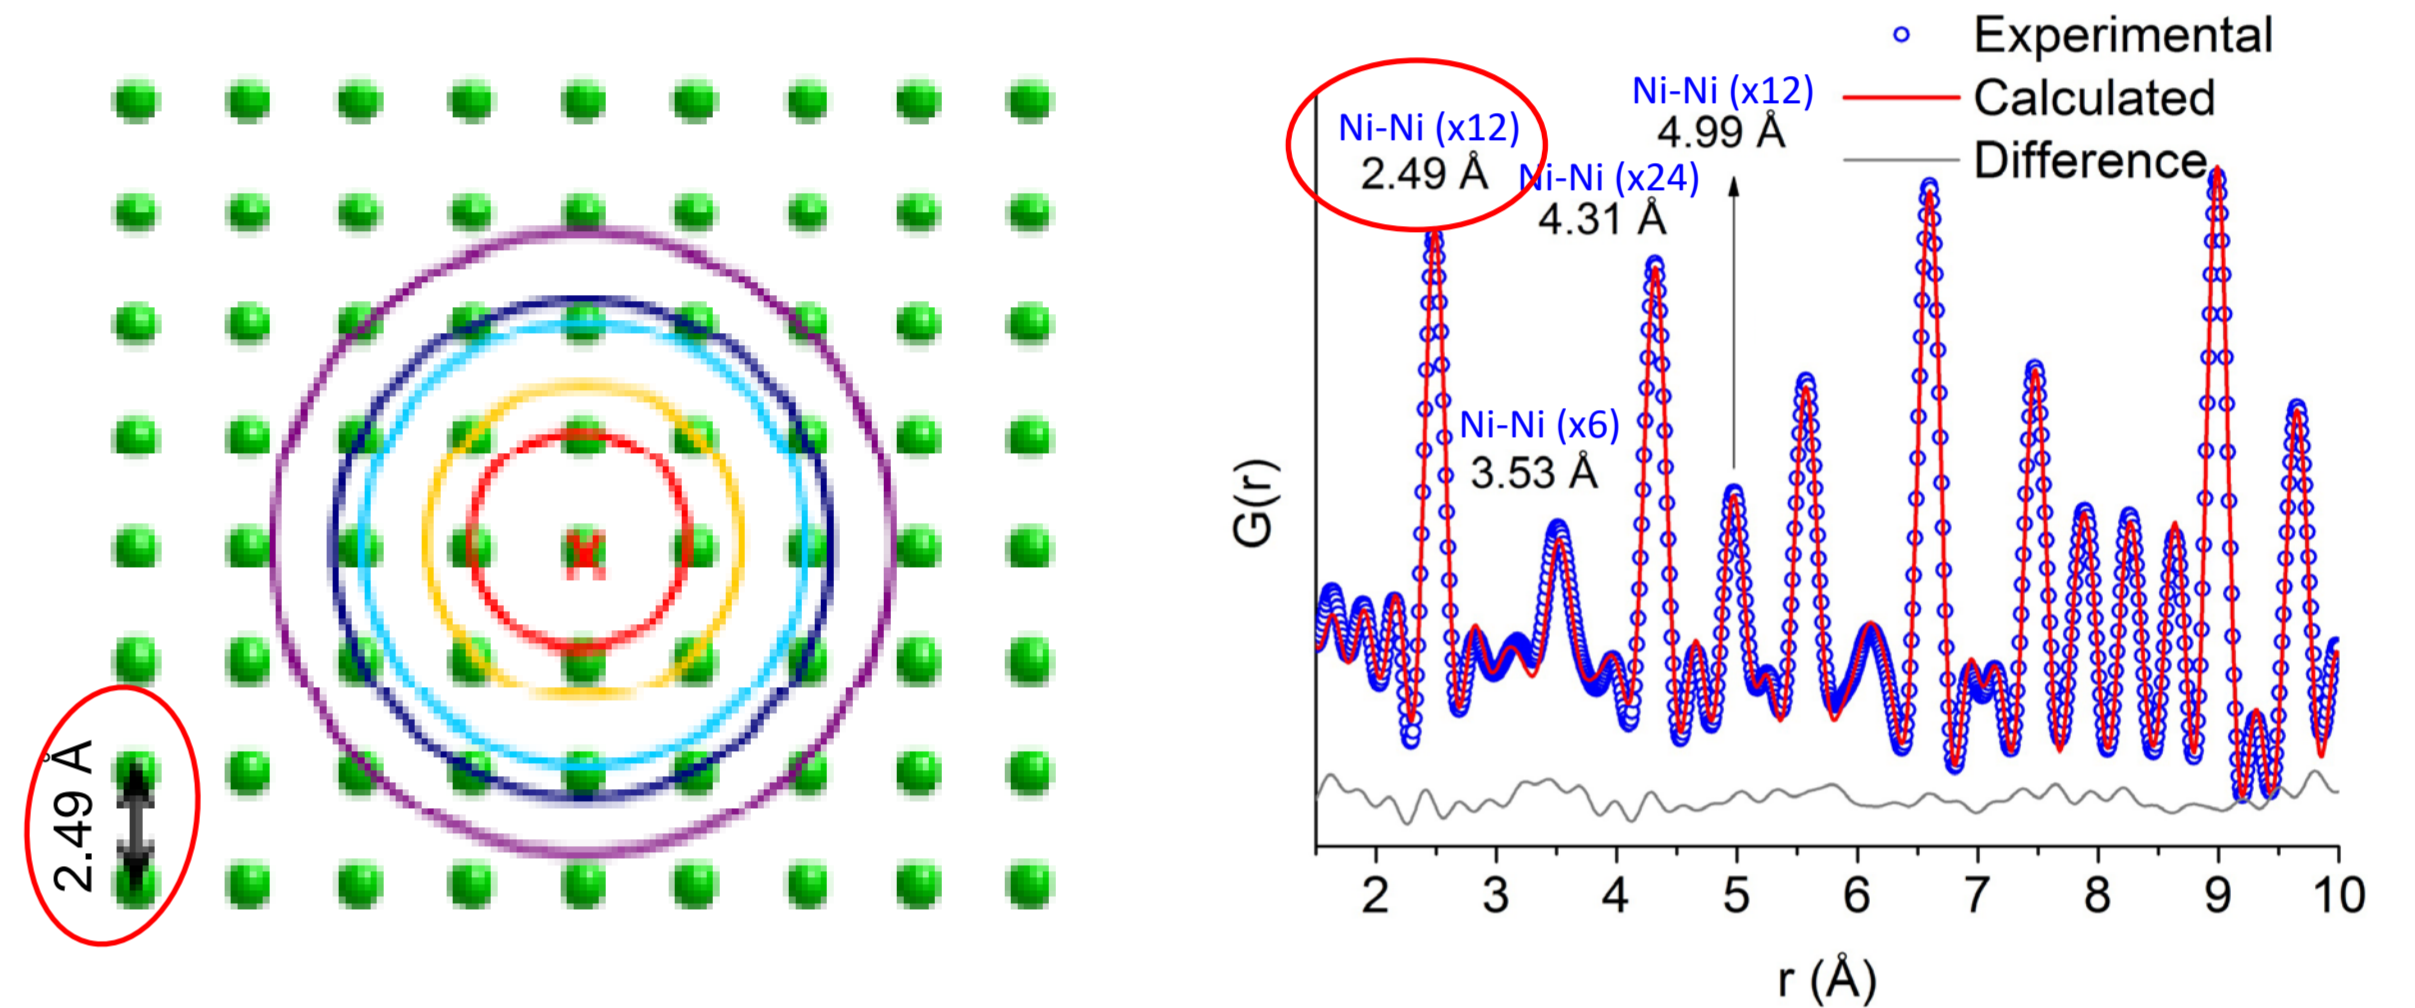 2.49 Å
Experimental
Calculated
Difference
Ni-Ni (x12)
2.49 Å
Ni-Ni (x12)
4.99 Å
Ni-Ni (x24)
4.31 Å
Ni-Ni (x6)
3.53 Å
G(r)
2 3 4 5 6 7 8 9 10
r (Å)